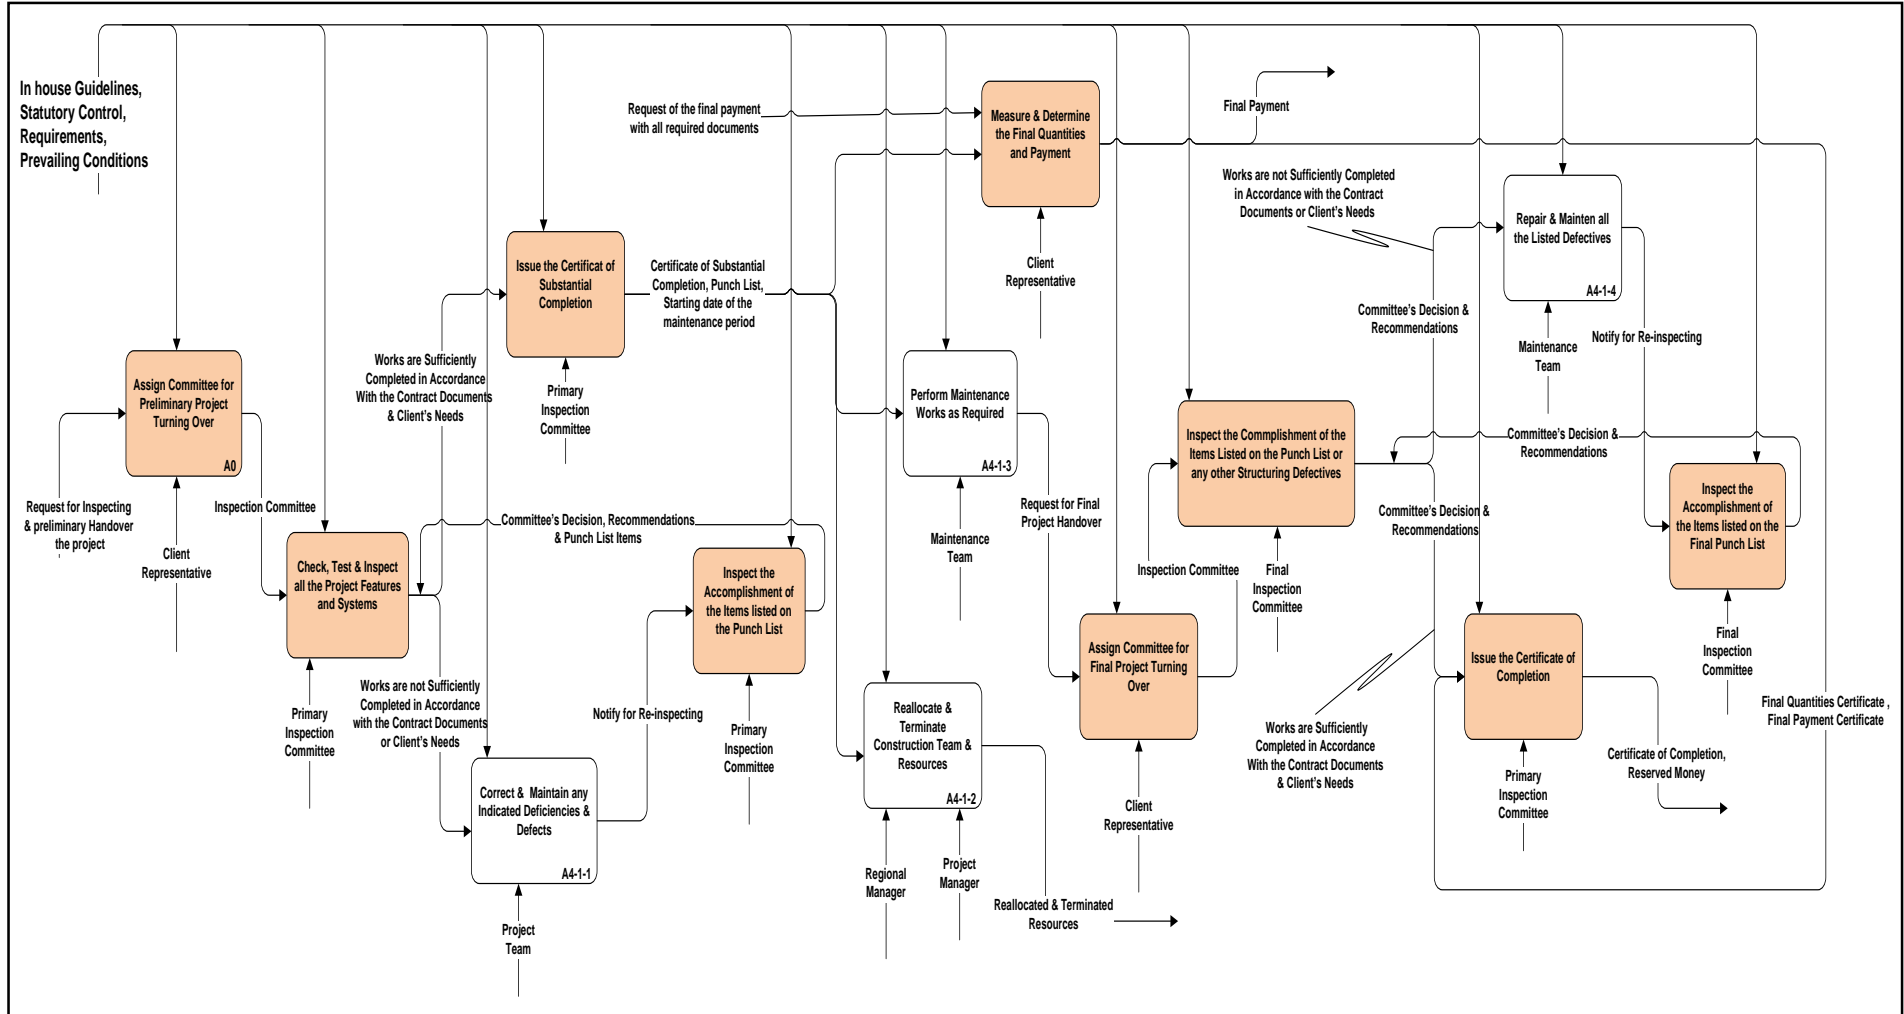 In house Guidelines,
Statutory Control,
Requirements,
Prevailing Conditions
Request of the final payment
with all required documents
Measure & Determine
the Final Quantities
and Payment
Final Payment
Works are not Sufficiently Completed
in Accordance with the Contract
Documents or Client's Needs
Repair & Mainten all
the Listed Defectives
A4-1-4
Issue the Certificat of
Substantial
Completion
Certificate of Substantial
Completion, Punch List,
Starting date of the
maintenance period
Client
Representative
Committee's Decision &
Recommendations
Notify for Re-inspecting
Maintenance
Team
Assign Committee for
Preliminary Project
Turning Over
A0
Works are Sufficiently
Completed in Accordance
With the Contract Documents
& Client's Needs
Primary
Inspection
Committee
Perform Maintenance
Works as Required
A4-1-3
Inspect the Commplishment of the
Items Listed on the Punch List or
any other Structuring Defectives
Committee's Decision &
Recommendations
Request for Inspecting
& preliminary Handover
the project
Inspection Committee
Client
Representative
Committee's Decision, Recommendations
& Punch List Items
Request for Final
Project Handover
Maintenance
Team
Committee's Decision &
Recommendations
Inspect the
Accomplishment of
the Items listed on the
Final Punch List
Check, Test & Inspect
all the Project Features
and Systems
Inspect the
Accomplishment of
the Items listed on
the Punch List
Inspection Committee
Final
Inspection
Committee
Assign Committee for
Final Project Turning
Over
Issue the Certificate of
Completion
Final
Inspection
Committee
Primary
Inspection
Committee
Works are not Sufficiently
Completed in Accordance
with the Contract Documents
or Client's Needs
Notify for Re-inspecting
Primary
Inspection
Committee
Reallocate &
Terminate
Construction Team &
Resources
A4-1-2
Works are Sufficiently
Completed in Accordance
With the Contract Documents
& Client's Needs
Final Quantities Certificate ,
Final Payment Certificate
Certificate of Completion,
Reserved Money
Correct & Maintain any
Indicated Deficiencies &
Defects
A4-1-1
Client
Representative
Primary
Inspection
Committee
Regional
Manager
Project
Manager
Reallocated & Terminated
Resources
Project
Team